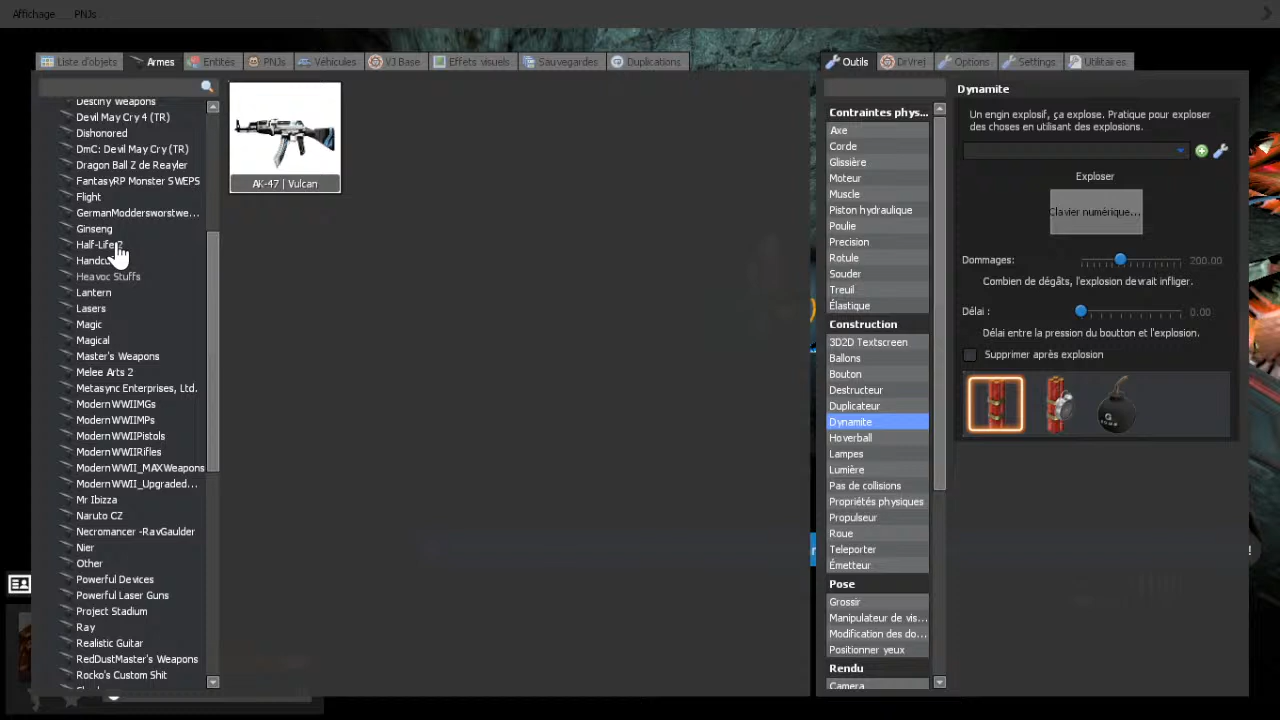 Affichage PNJs
Liste d'objets Armes Entités PNJs Véhicules V3 Base Effets visuels Sauvegardes Duplications
Destiny Weapons
Devil May Cry 4 (TR)
Dishonored
DmC: Devil May Cry (TR)
Dragon Ball Z de Reayler
FantasyRP Monster SWEPS
Flight
GermanModdersworstwe...
Ginseng
Half-Life 2
Heavoc Stuffs
Lantern
Lasers
Magic
Magical
Master's Weapons
Melee Arts 2
Metasync Enterprises, Ltd.
ModernWWIIMGs
ModernWWIIMPs
ModernWWIIPistols
ModernWWIIRifles
ModernWWII_MAXWeapons
ModernWWII_Upgraded...
Mr Ibizza
Naruto CZ
Necromancer -RavGaulder
Nier
Other
Powerful Devices
Powerful Laser Guns
Project Stadium
Ray
Realistic Guitar
RedDustMaster's Weapons
Rocko's Custom Shit
AK-47 | Vulcan
Outils DrVrej Options Settings Utilitaires
Contraintes phys...
Axe
Corde
Glissière
Moteur
Muscle
Piston hydraulique
Poulie
Precision
Rotule
Souder
Treuil
Élastique
Construction
3D2D Textscreen
Ballons
Bouton
Destructeur
Duplicateur
Dynamite
Hoverball
Lampes
Lumière
Pas de collisions
Propriétés physiques
Propulseur
Roue
Teleporter
Émetteur
Pose
Grossir
Manipulateur de vis...
Modification des do...
Positionner yeux
Rendu
Camera
Dynamite
Un engin explosif, ça explose. Pratique pour exploser
des choses en utilisant des explosions.
Exploser
Clavier numérique...
Dommages: 200.00
Combien de dégâts, l'explosion devrait infliger.
Délai : 0.00
Délai entre la pression du boutton et l'explosion.
Supprimer après explosion